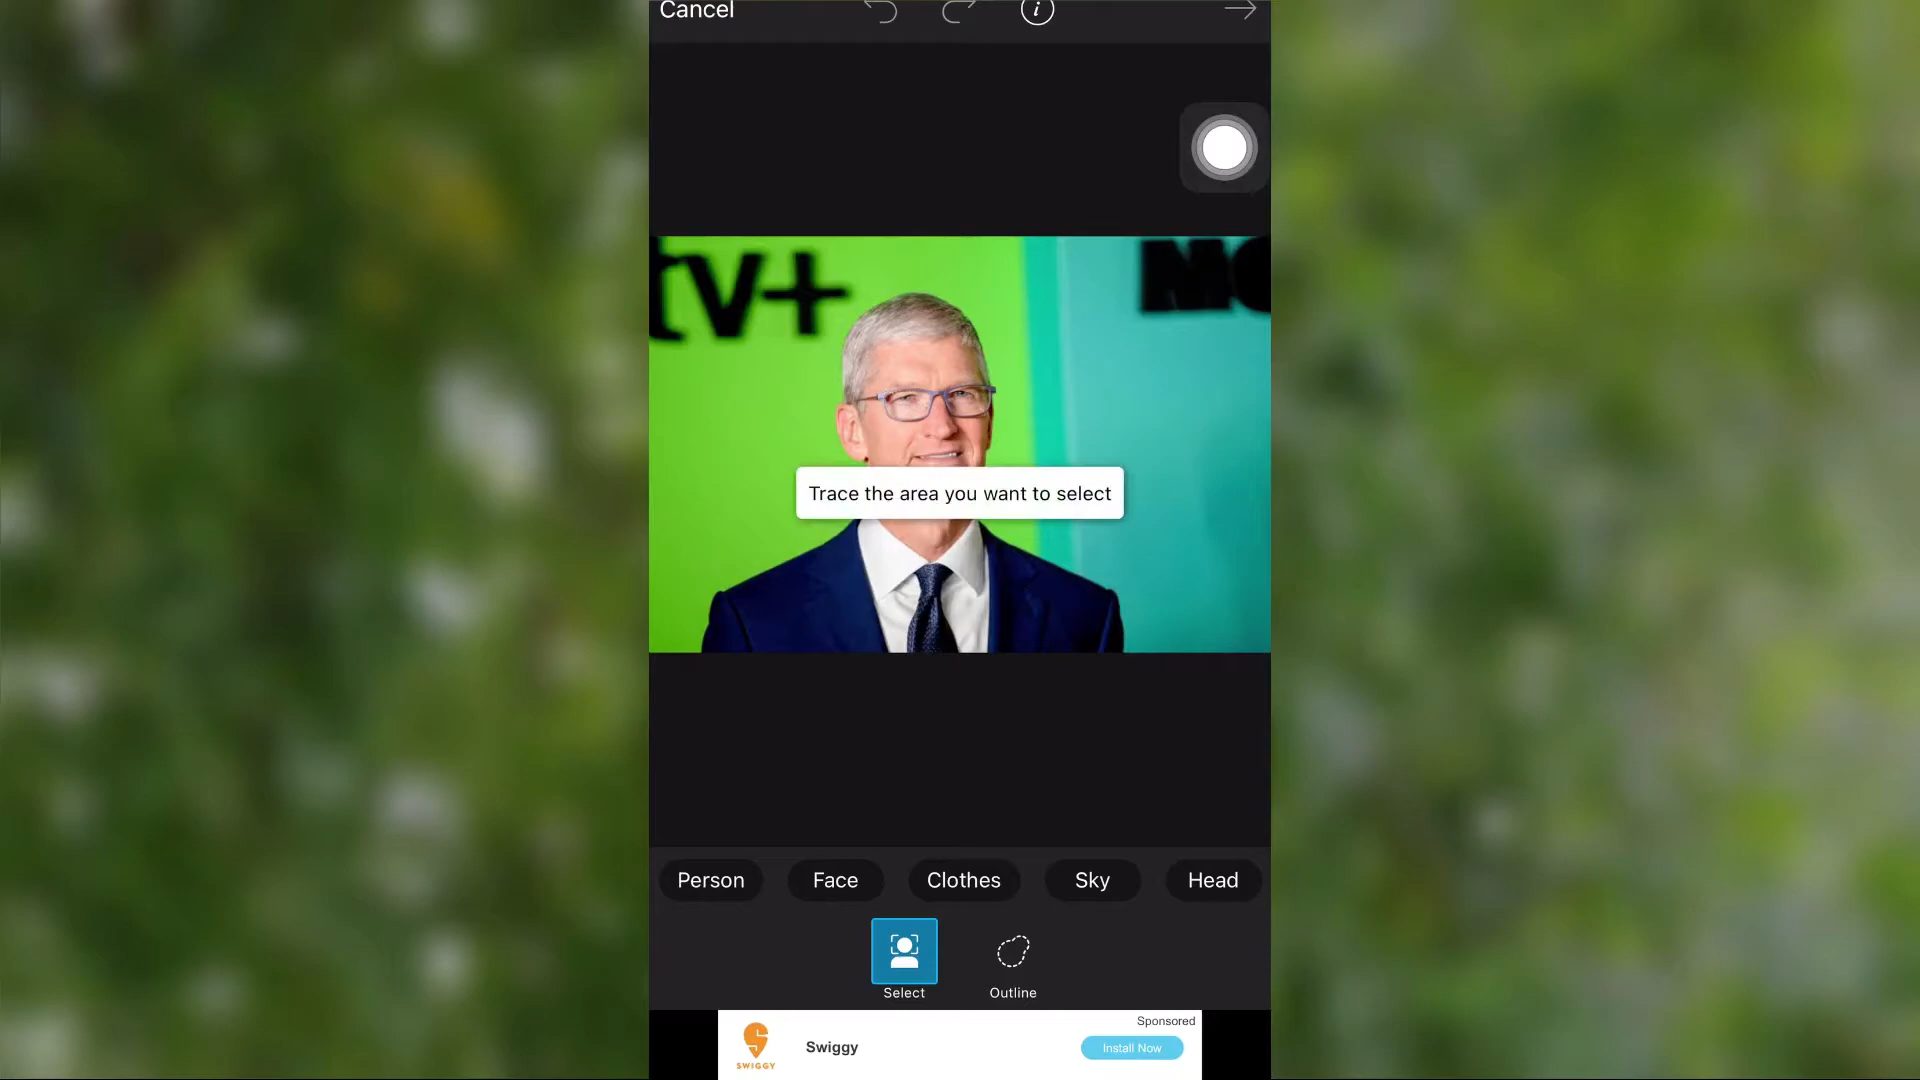 Cancel
tv+
MO
Trace the area you want to select
Person Face Clothes Sky Head
Select Outline
Sponsored
SWIGGY Swiggy Install Now